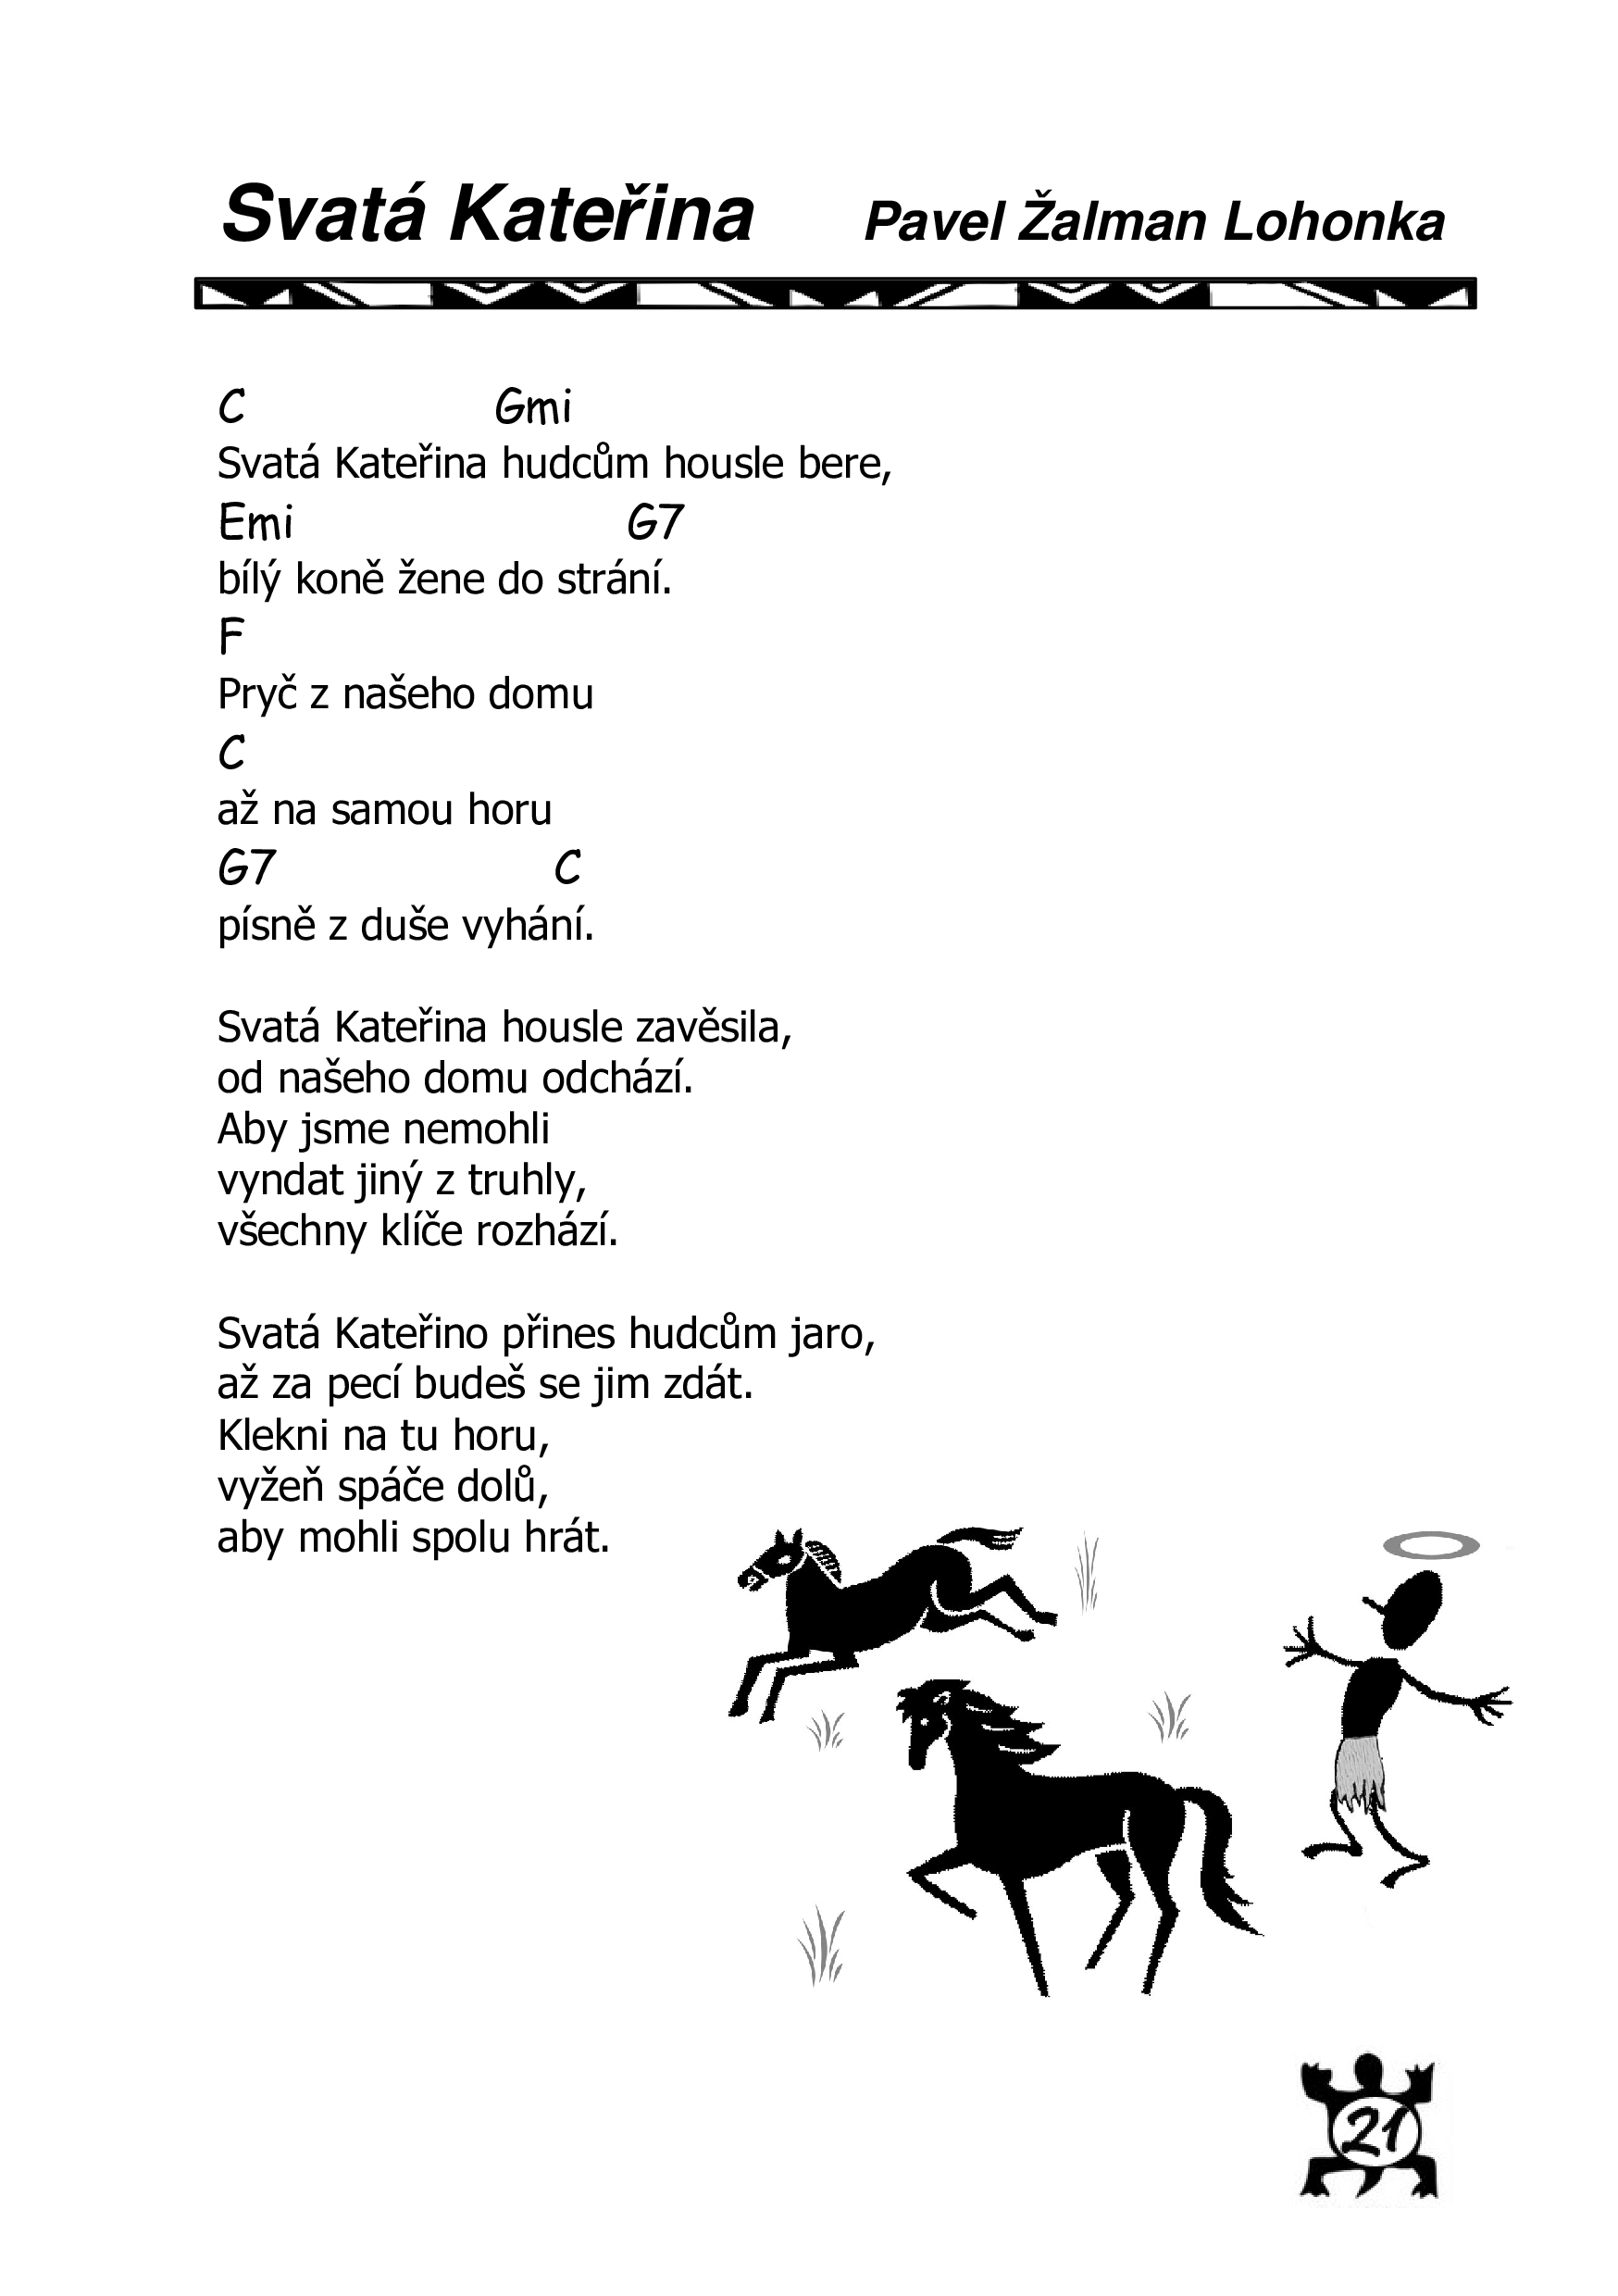 Svatá Kateřina Pavel Žalman Lohonka
C Gmi
Svatá Kateřina hudcům housle bere,
Emi G7
bílý koně žene do strání.
F
Pryč z našeho domu
C
až na samou horu
G7 C
písně z duše vyhání.
Svatá Kateřina housle zavěsila,
od našeho domu odchází.
Aby jsme nemohli
vyndat jiný z truhly,
všechny klíče rozhází.
Svatá Kateřino přines hudcům jaro,
až za pecí budeš se jim zdát.
Klekni na tu horu,
vyžeň spáče dolů,
aby mohli spolu hrát.
21